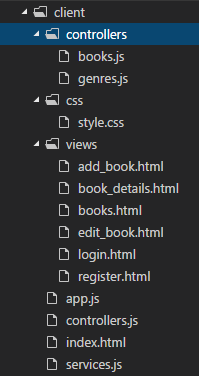 client
controllers
books.js
genres.js
css
style.css
views
add_book.html
book_details.html
books.html
edit_book.html
login.html
register.html
app.js
controllers.js
index.html
services.js